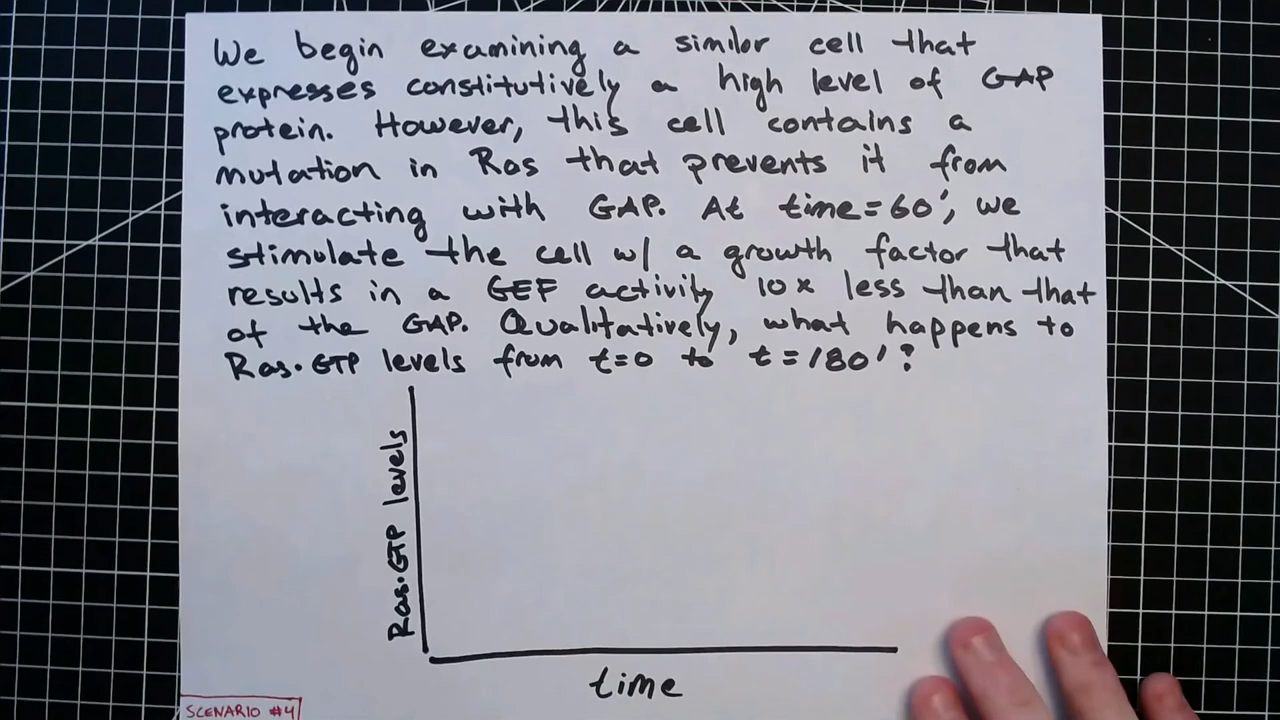 We begin examining a similar cell that
expresses constitutively a high level of GAP
protein. However, this cell contains a
mutation in Ras that prevents it from
interacting with GAP. At time=60', we
stimulate the cell w/ a growth factor that
results in a GEF activity 10x less than that
of the GAP. Qualitatively, what happens to
Ras·GTP levels from t=0 to t=180'?
Ras·GTP levels
time
SCENARIO #4